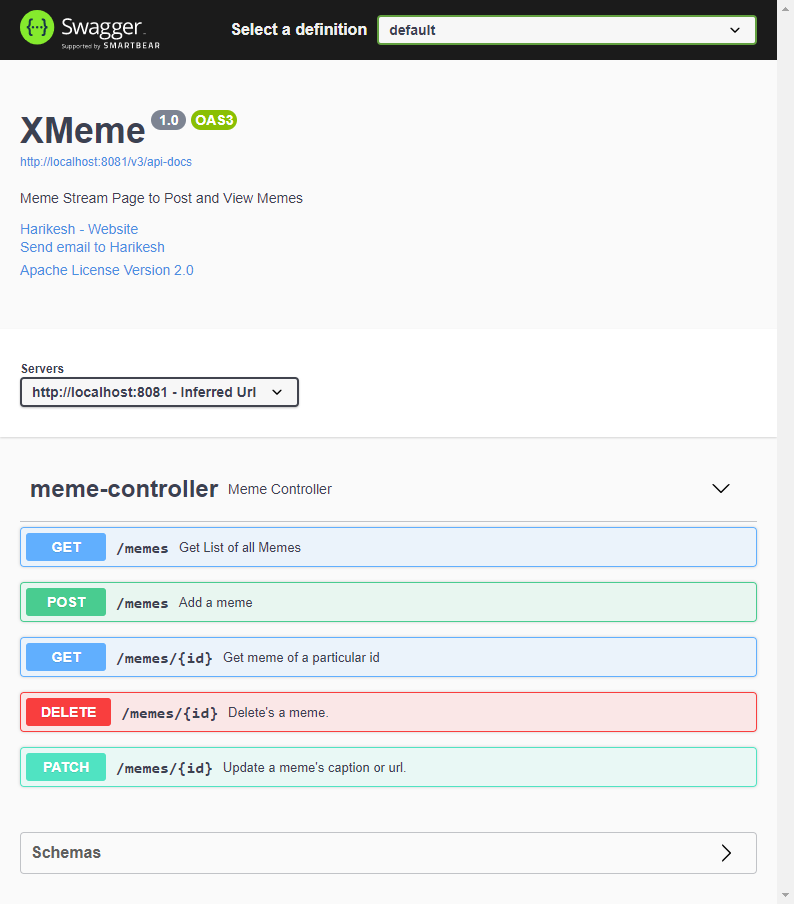 {···} Swagger
Supported by SMARTBEAR
Select a definition default
XMeme 1.0 OAS3
http://localhost:8081/v3/api-docs
Meme Stream Page to Post and View Memes
Harikesh - Website
Send email to Harikesh
Apache License Version 2.0
Servers
http://localhost:8081 - Inferred Url
meme-controller Meme Controller
GET /memes Get List of all Memes
POST /memes Add a meme
GET /memes/{id} Get meme of a particular id
DELETE /memes/{id} Delete's a meme.
PATCH /memes/{id} Update a meme's caption or url.
Schemas